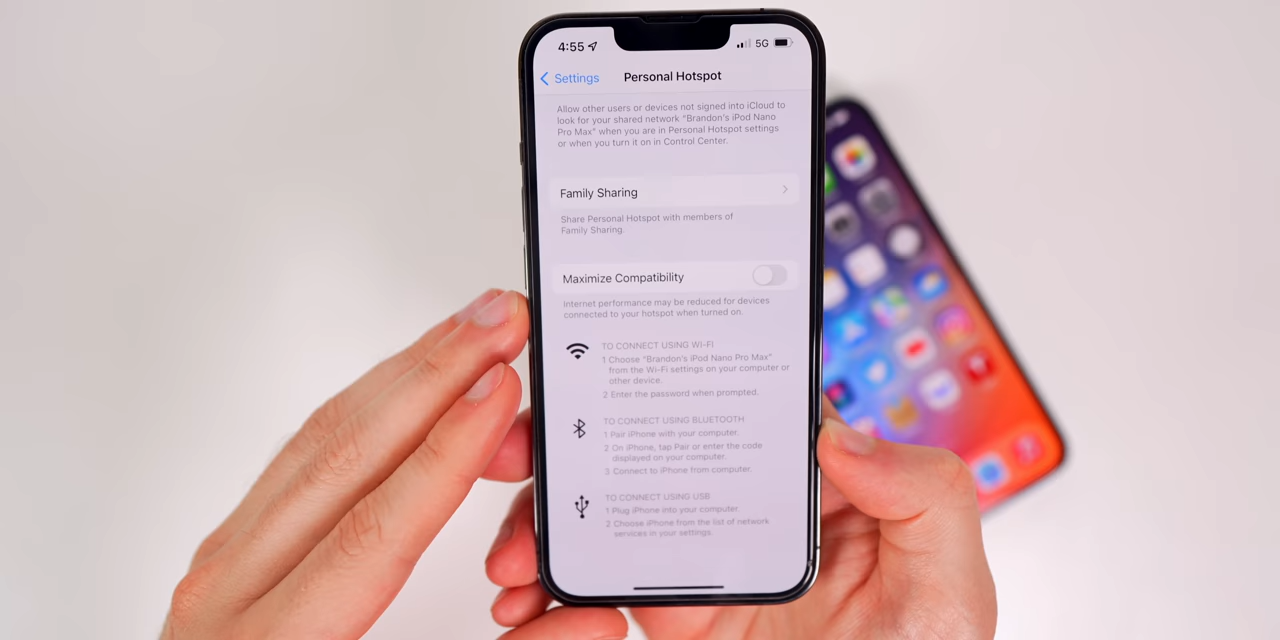 4:55
5G
Settings
Personal Hotspot
Allow other users or devices not signed into iCloud to
look for your shared network “Brandon’s iPod Nano
Pro Max” when you are in Personal Hotspot settings
or when you turn it on in Control Center.
Family Sharing
Share Personal Hotspot with members of
Family Sharing.
Maximize Compatibility
Internet performance may be reduced for devices
connected to your hotspot when turned on.
TO CONNECT USING WI-FI
1 Choose “Brandon’s iPod Nano Pro Max”
from the Wi-Fi settings on your computer or
other device.
2 Enter the password when prompted.
TO CONNECT USING BLUETOOTH
1 Pair iPhone with your computer.
2 On iPhone, tap Pair or enter the code
displayed on your computer.
3 Connect to iPhone from computer.
TO CONNECT USING USB
1 Plug iPhone into your computer.
2 Choose iPhone from the list of network
services in your settings.